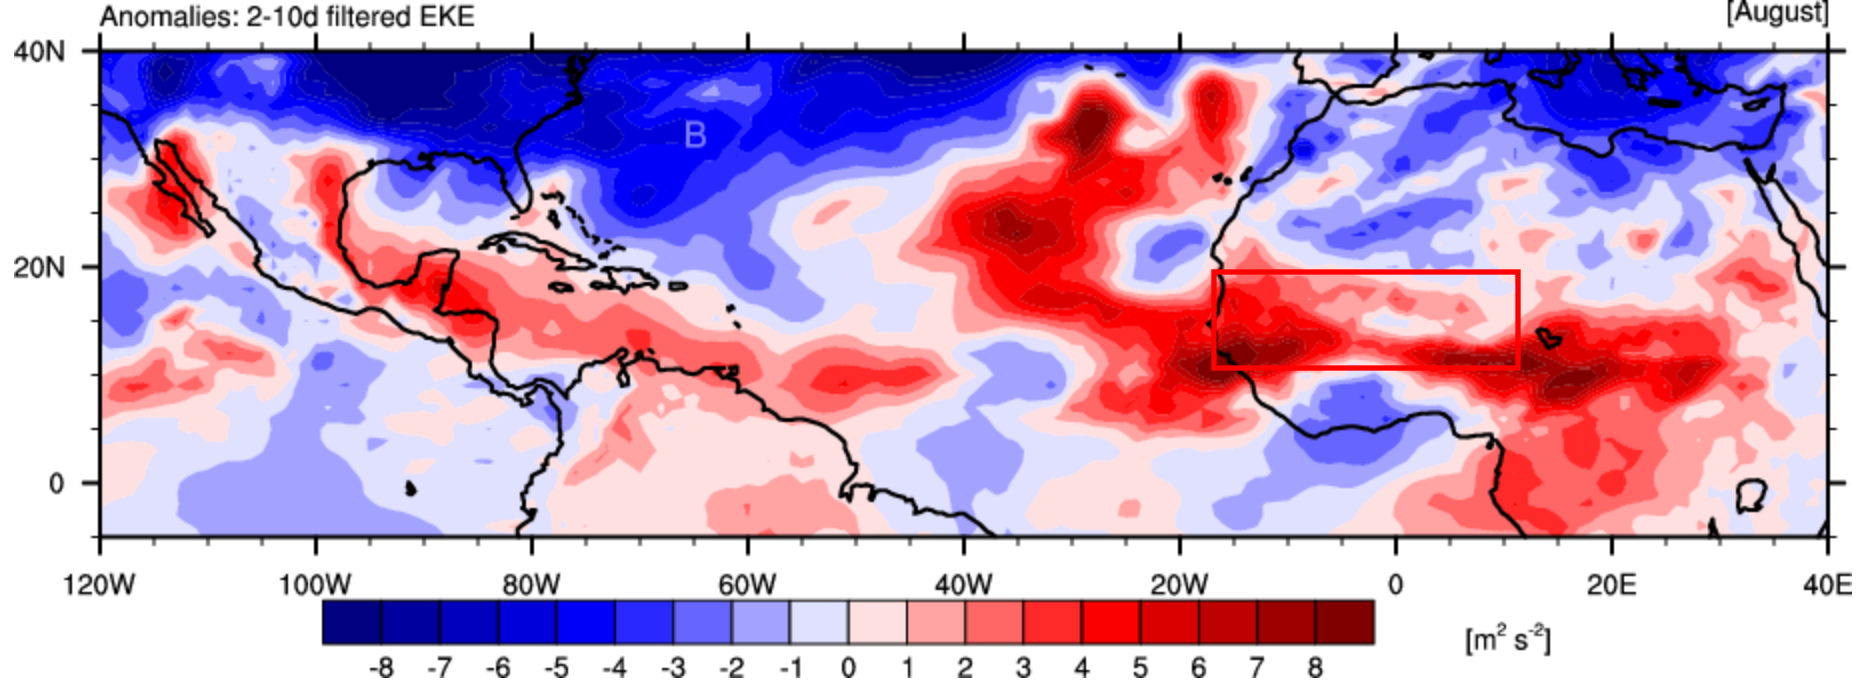 Anomalies: 2-10d filtered EKE [August]
40N
B
20N
0
120W 100W 80W 60W 40W 20W 0 20E 40E
-8 -7 -6 -5 -4 -3 -2 -1 0 1 2 3 4 5 6 7 8
[m² s⁻²]